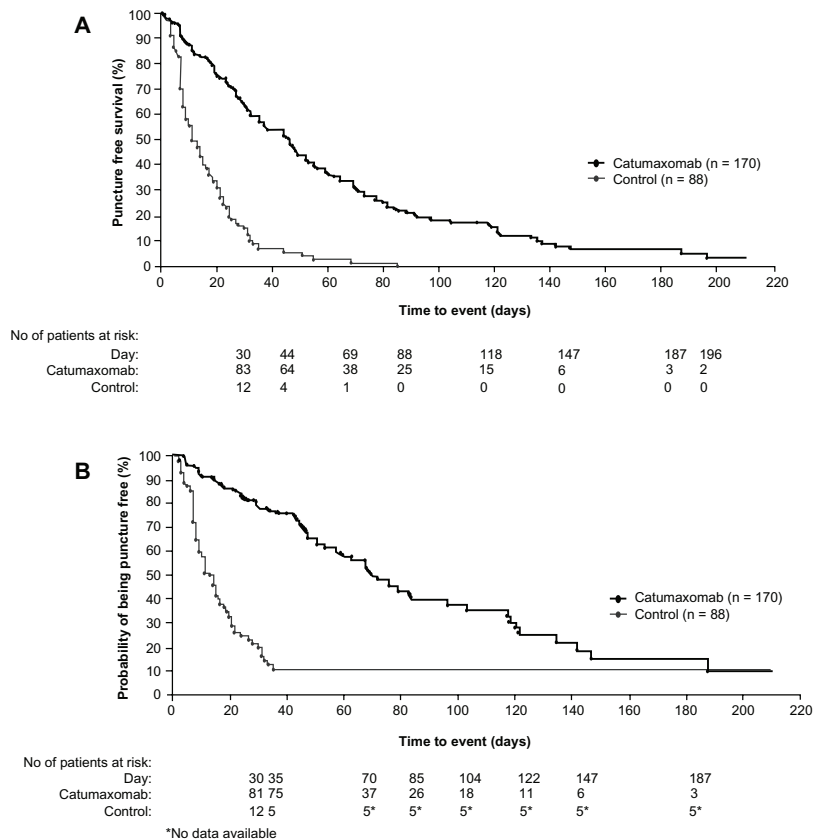 A
Puncture free survival (%)
100
90
80
70
60
50
40
30
20
10
0
0 20 40 60 80 100 120 140 160 180 200 220
Catumaxomab (n = 170)
Control (n = 88)
Time to event (days)
No of patients at risk:
Day: 30 44 69 88 118 147 187 196
Catumaxomab: 83 64 38 25 15 6 3 2
Control: 12 4 1 0 0 0 0 0
B
Probability of being puncture free (%)
100
90
80
70
60
50
40
30
20
10
0
0 20 40 60 80 100 120 140 160 180 200 220
Catumaxomab (n = 170)
Control (n = 88)
Time to event (days)
No of patients at risk:
Day: 30 35 70 85 104 122 147 187
Catumaxomab: 81 75 37 26 18 11 6 3
Control: 12 5 5* 5* 5* 5* 5* 5*
*No data available